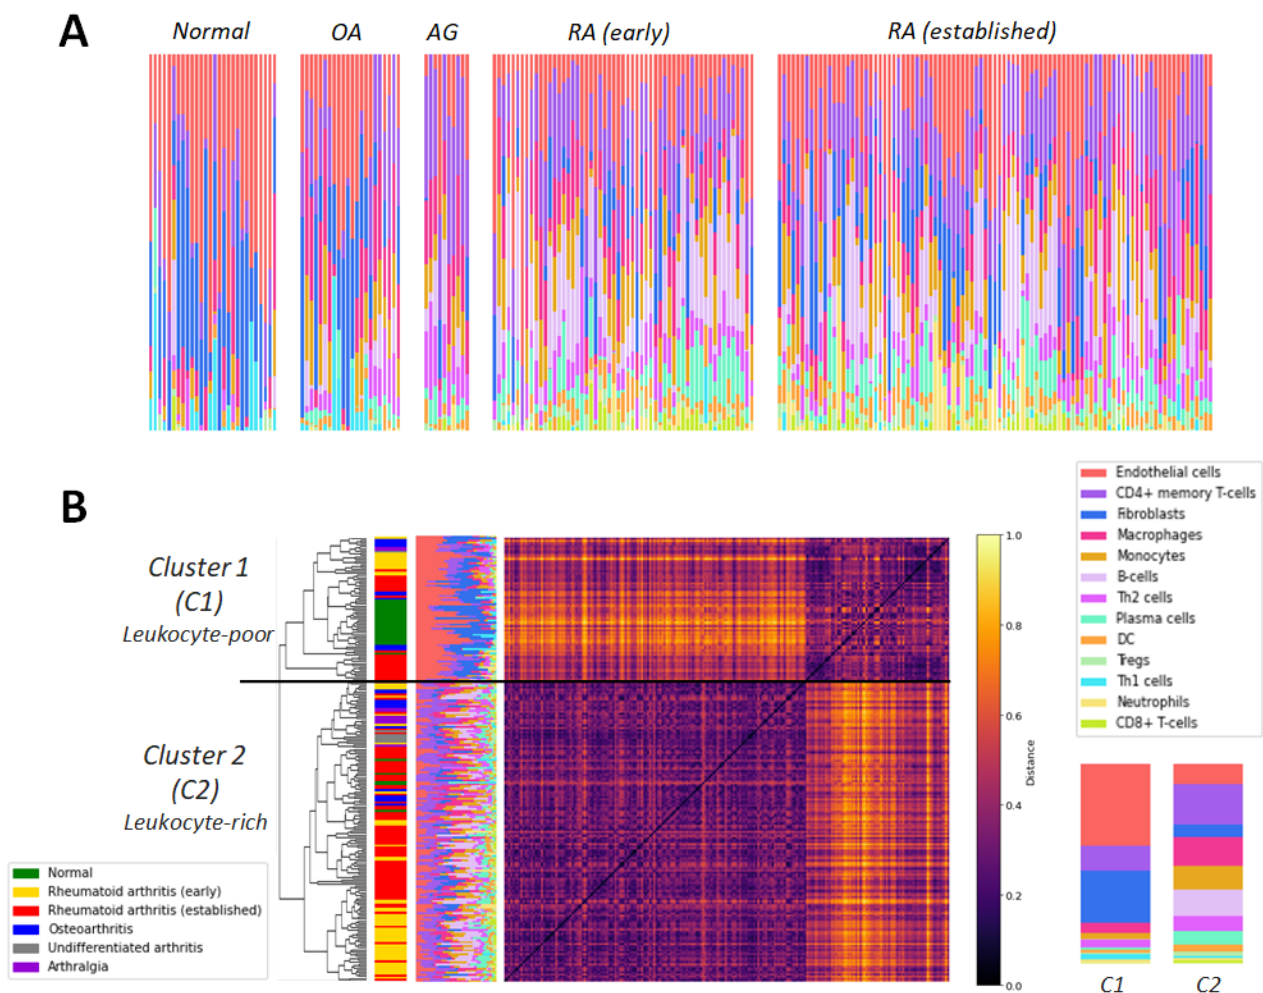 A
Normal
OA
AG
RA (early)
RA (established)
B
Cluster 1
(C1)
Leukocyte-poor
Cluster 2
(C2)
Leukocyte-rich
Normal
Rheumatoid arthritis (early)
Rheumatoid arthritis (established)
Osteoarthritis
Undifferentiated arthritis
Arthralgia
1.0
0.8
0.6
0.4
0.2
0.0
Distance
Endothelial cells
CD4+ memory T-cells
Fibroblasts
Macrophages
Monocytes
B-cells
Th2 cells
Plasma cells
DC
Tregs
Th1 cells
Neutrophils
CD8+ T-cells
C1
C2